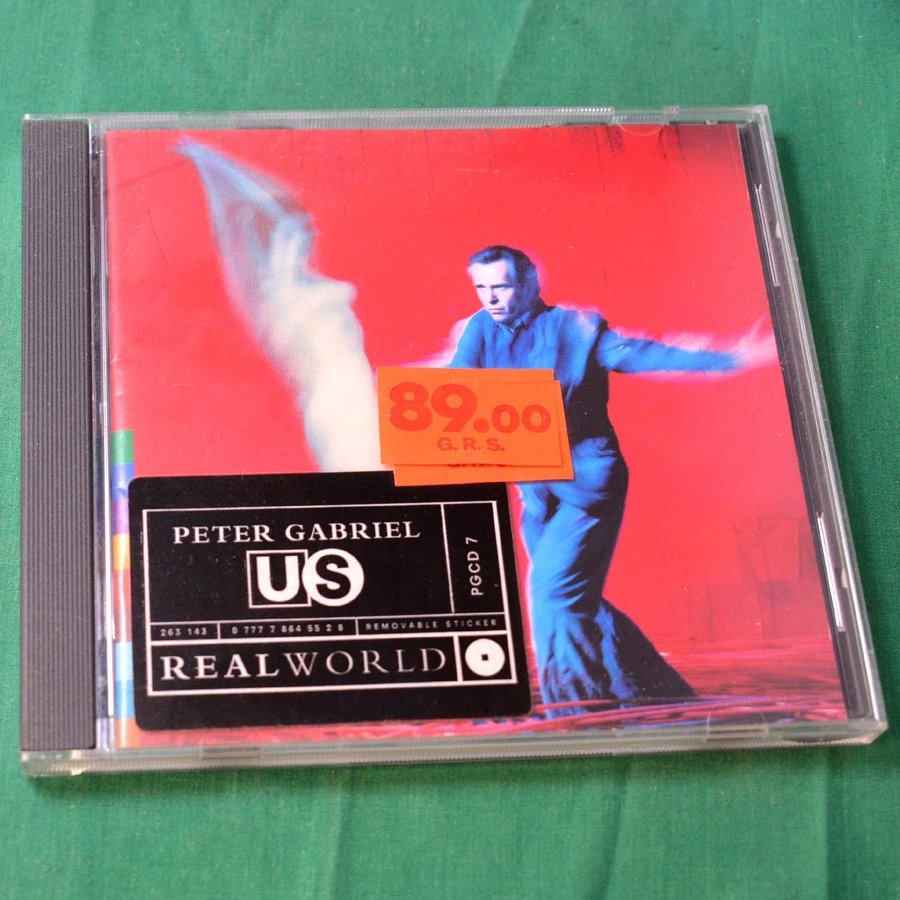 89.00
G. R. S.
PETER GABRIEL
US
PGCD 7
263 143
0 777 7 864 55 2 8
REMOVABLE STICKER
REALWORLD